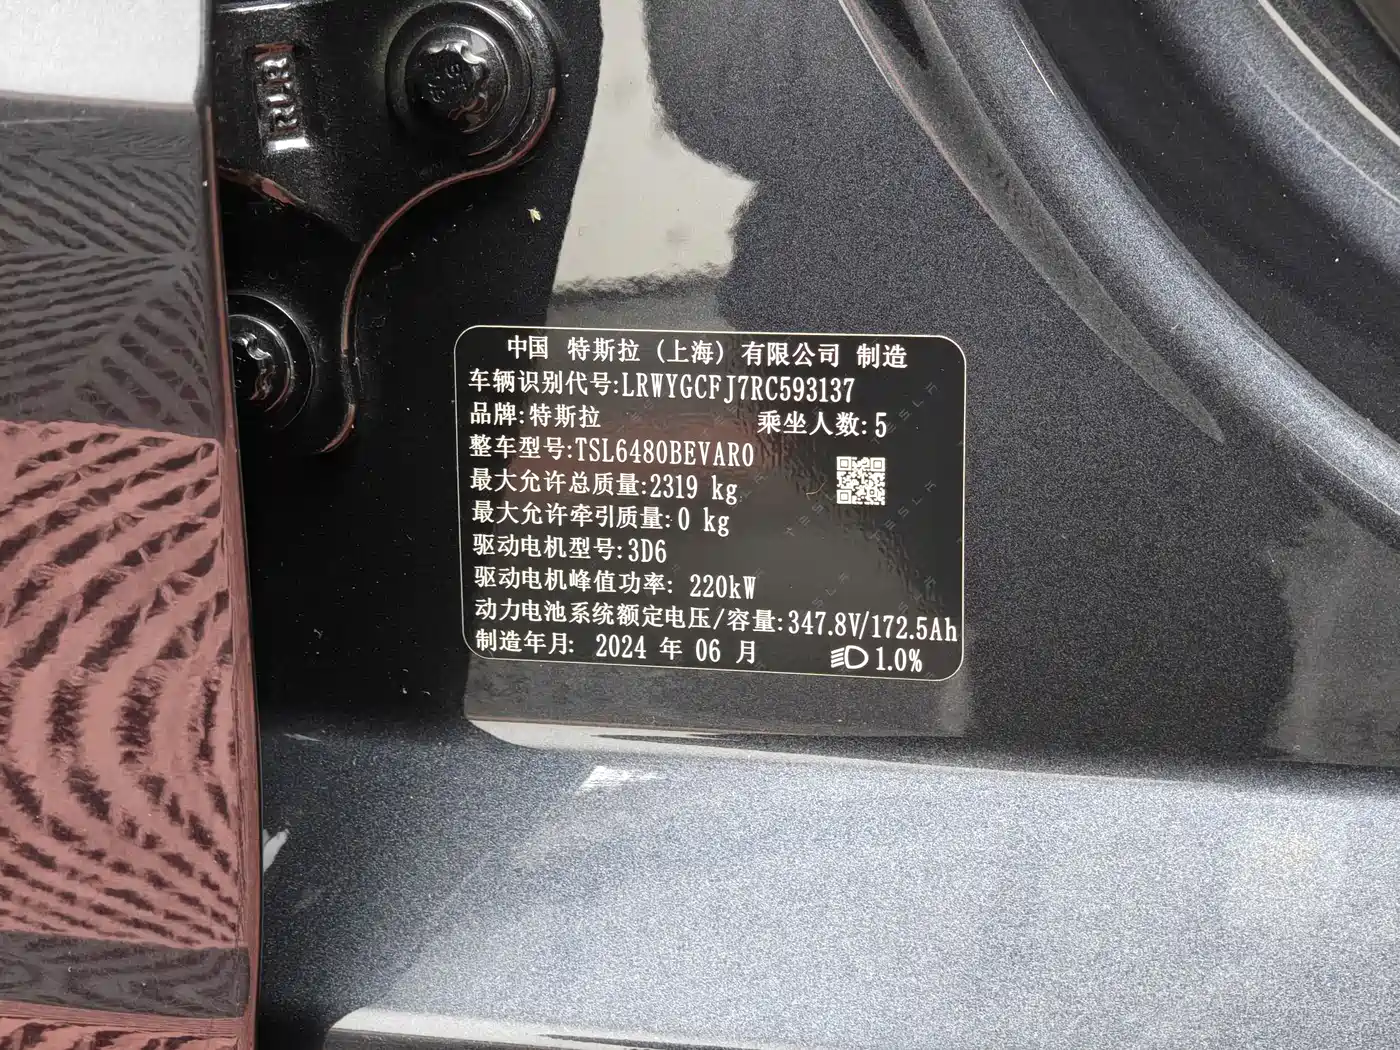 RLR
中国 特斯拉 (上海) 有限公司 制造
车辆识别代号:LRWYGCFJ7RC593137
品牌:特斯拉 乘坐人数:5
整车型号:TSL6480BEVAR0
最大允许总质量:2319 kg
最大允许牵引质量:0 kg
驱动电机型号:3D6
驱动电机峰值功率: 220kW
动力电池系统额定电压/容量:347.8V/172.5Ah
制造年月: 2024 年 06 月 1.0%